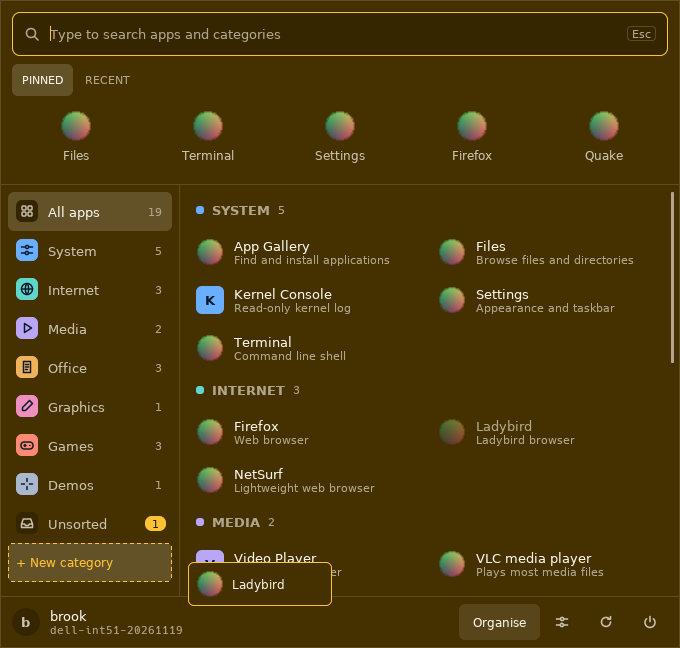 Type to search apps and categories
Esc
PINNED
RECENT
Files
Terminal
Settings
Firefox
Quake
All apps 19
System 5
Internet 3
Media 2
Office 3
Graphics 1
Games 3
Demos 1
Unsorted 1
+ New category
SYSTEM 5
App Gallery
Find and install applications
Files
Browse files and directories
K
Kernel Console
Read-only kernel log
Settings
Appearance and taskbar
Terminal
Command line shell
INTERNET 3
Firefox
Web browser
Ladybird
Ladybird browser
NetSurf
Lightweight web browser
MEDIA 2
Video Player
VLC media player
Plays most media files
Ladybird
b
brook
dell-int51-20261119
Organise